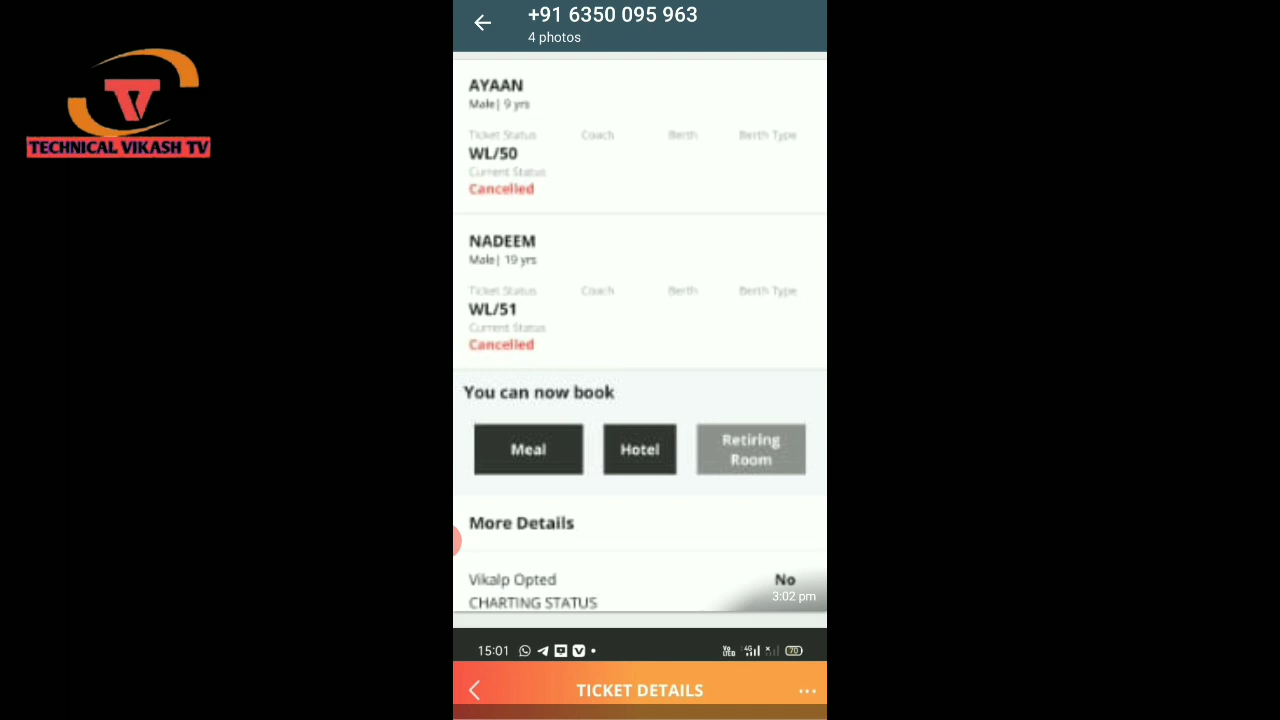 TECHNICAL VIKASH TV
+91 6350 095 963
4 photos
AYAAN
Male| 9 yrs
Ticket Status Coach Berth Berth Type
WL/50
Current Status
Cancelled
NADEEM
Male| 19 yrs
Ticket Status Coach Berth Berth Type
WL/51
Current Status
Cancelled
You can now book
Meal
Hotel
Retiring
Room
More Details
Vikalp Opted No
CHARTING STATUS
3:02 pm
15:01 70
TICKET DETAILS